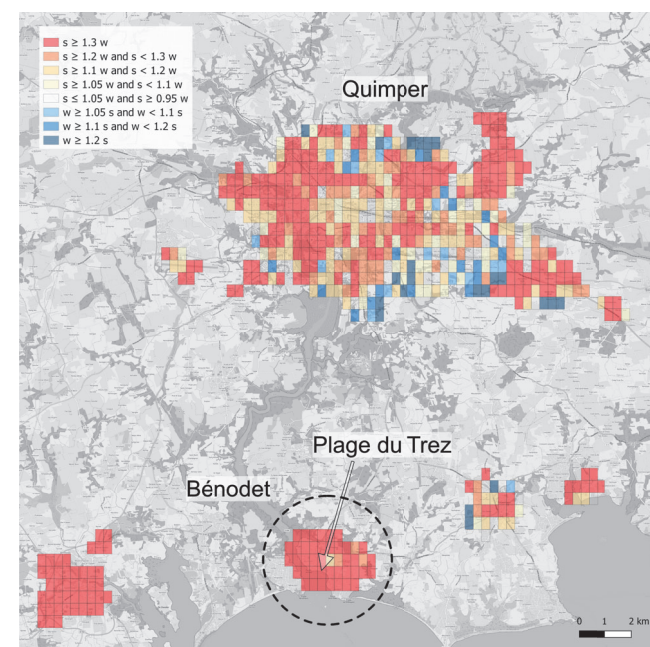 s ≥ 1.3 w
s ≥ 1.2 w and s < 1.3 w
s ≥ 1.1 w and s < 1.2 w
s ≥ 1.05 w and s < 1.1 w
s ≤ 1.05 w and s ≥ 0.95 w
w ≥ 1.05 s and w < 1.1 s
w ≥ 1.1 s and w < 1.2 s
w ≥ 1.2 s
Quimper
Plage du Trez
Bénodet
0 1 2 km